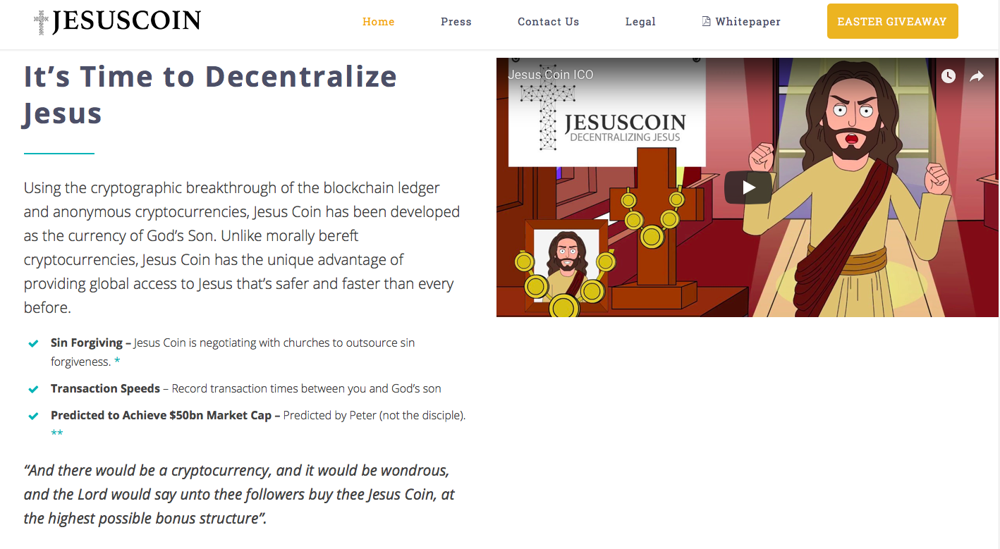 JESUSCOIN
Home
Press
Contact Us
Legal
Whitepaper
EASTER GIVEAWAY
It’s Time to Decentralize
Jesus
Using the cryptographic breakthrough of the blockchain ledger
and anonymous cryptocurrencies, Jesus Coin has been developed
as the currency of God’s Son. Unlike morally bereft
cryptocurrencies, Jesus Coin has the unique advantage of
providing global access to Jesus that’s safer and faster than every
before.
Sin Forgiving – Jesus Coin is negotiating with churches to outsource sin
forgiveness. *
Transaction Speeds – Record transaction times between you and God’s son
Predicted to Achieve $50bn Market Cap – Predicted by Peter (not the disciple).
**
“And there would be a cryptocurrency, and it would be wondrous,
and the Lord would say unto thee followers buy thee Jesus Coin, at
the highest possible bonus structure”.
Jesus Coin ICO
JESUSCOIN
DECENTRALIZING JESUS